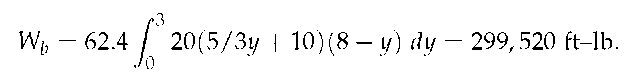 W_b = 62.4 ∫_0^3 20(5/3y + 10)(8 − y) dy = 299,520 ft–lb.